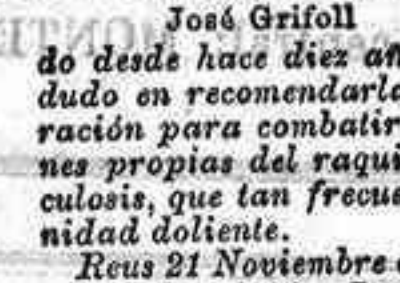 José Grifoll
do desde hace diez añ
dudo en recomendarla
ración para combatir
nes propias del raqui
culosis, que tan frecue
nidad doliente.
Reus 21 Noviembre